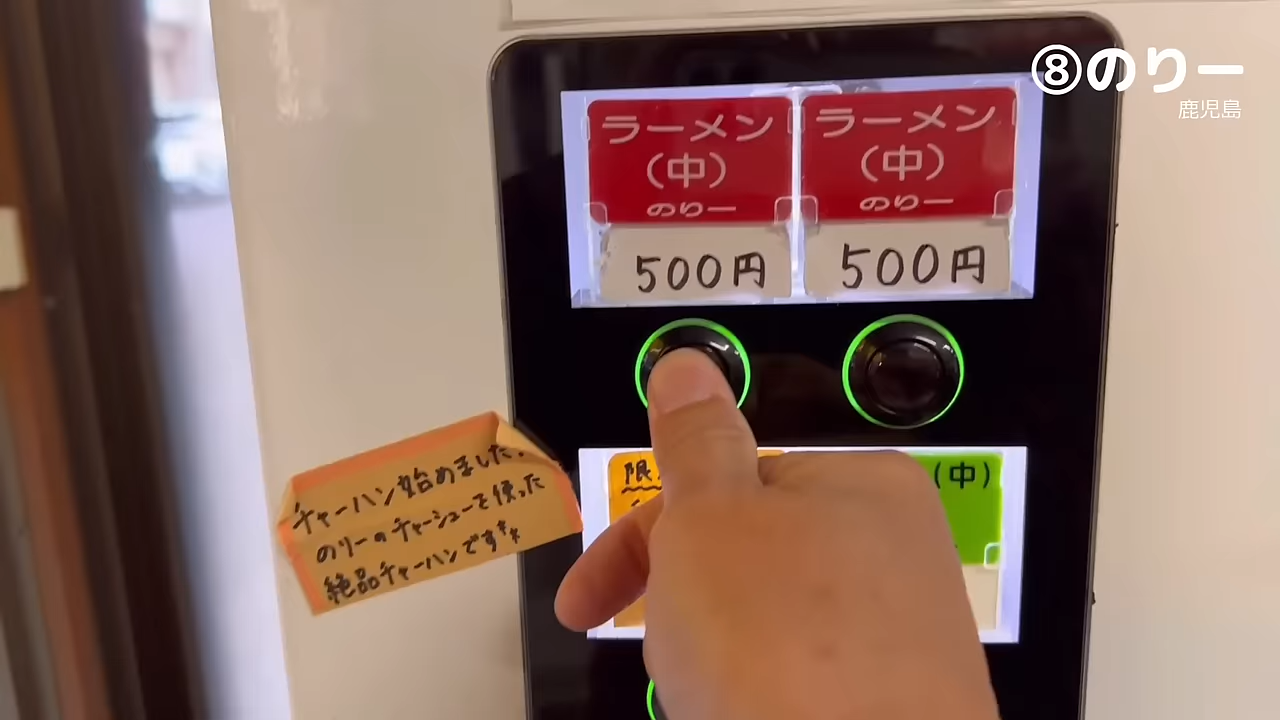 ⑧のりー
鹿児島
ラーメン
(中)
のりー
500円
ラーメン
(中)
のりー
500円
限
(中)
チャーハン始めました。
のりーのチャーシューを使った
絶品チャーハンです